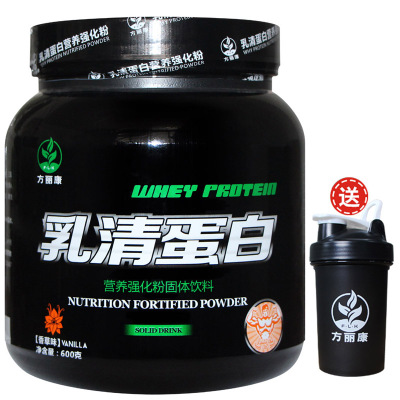 乳清蛋白营养强化粉
WHEY PROTEIN NUTRITION FORTIFIED POWDER
F·L·K
方丽康
WHEY PROTEIN
乳清蛋白
营养强化粉固体饮料
NUTRITION FORTIFIED POWDER
SOLID DRINK
【香草味】VANILLA
净含量:600克
送
F·L·K
方丽康